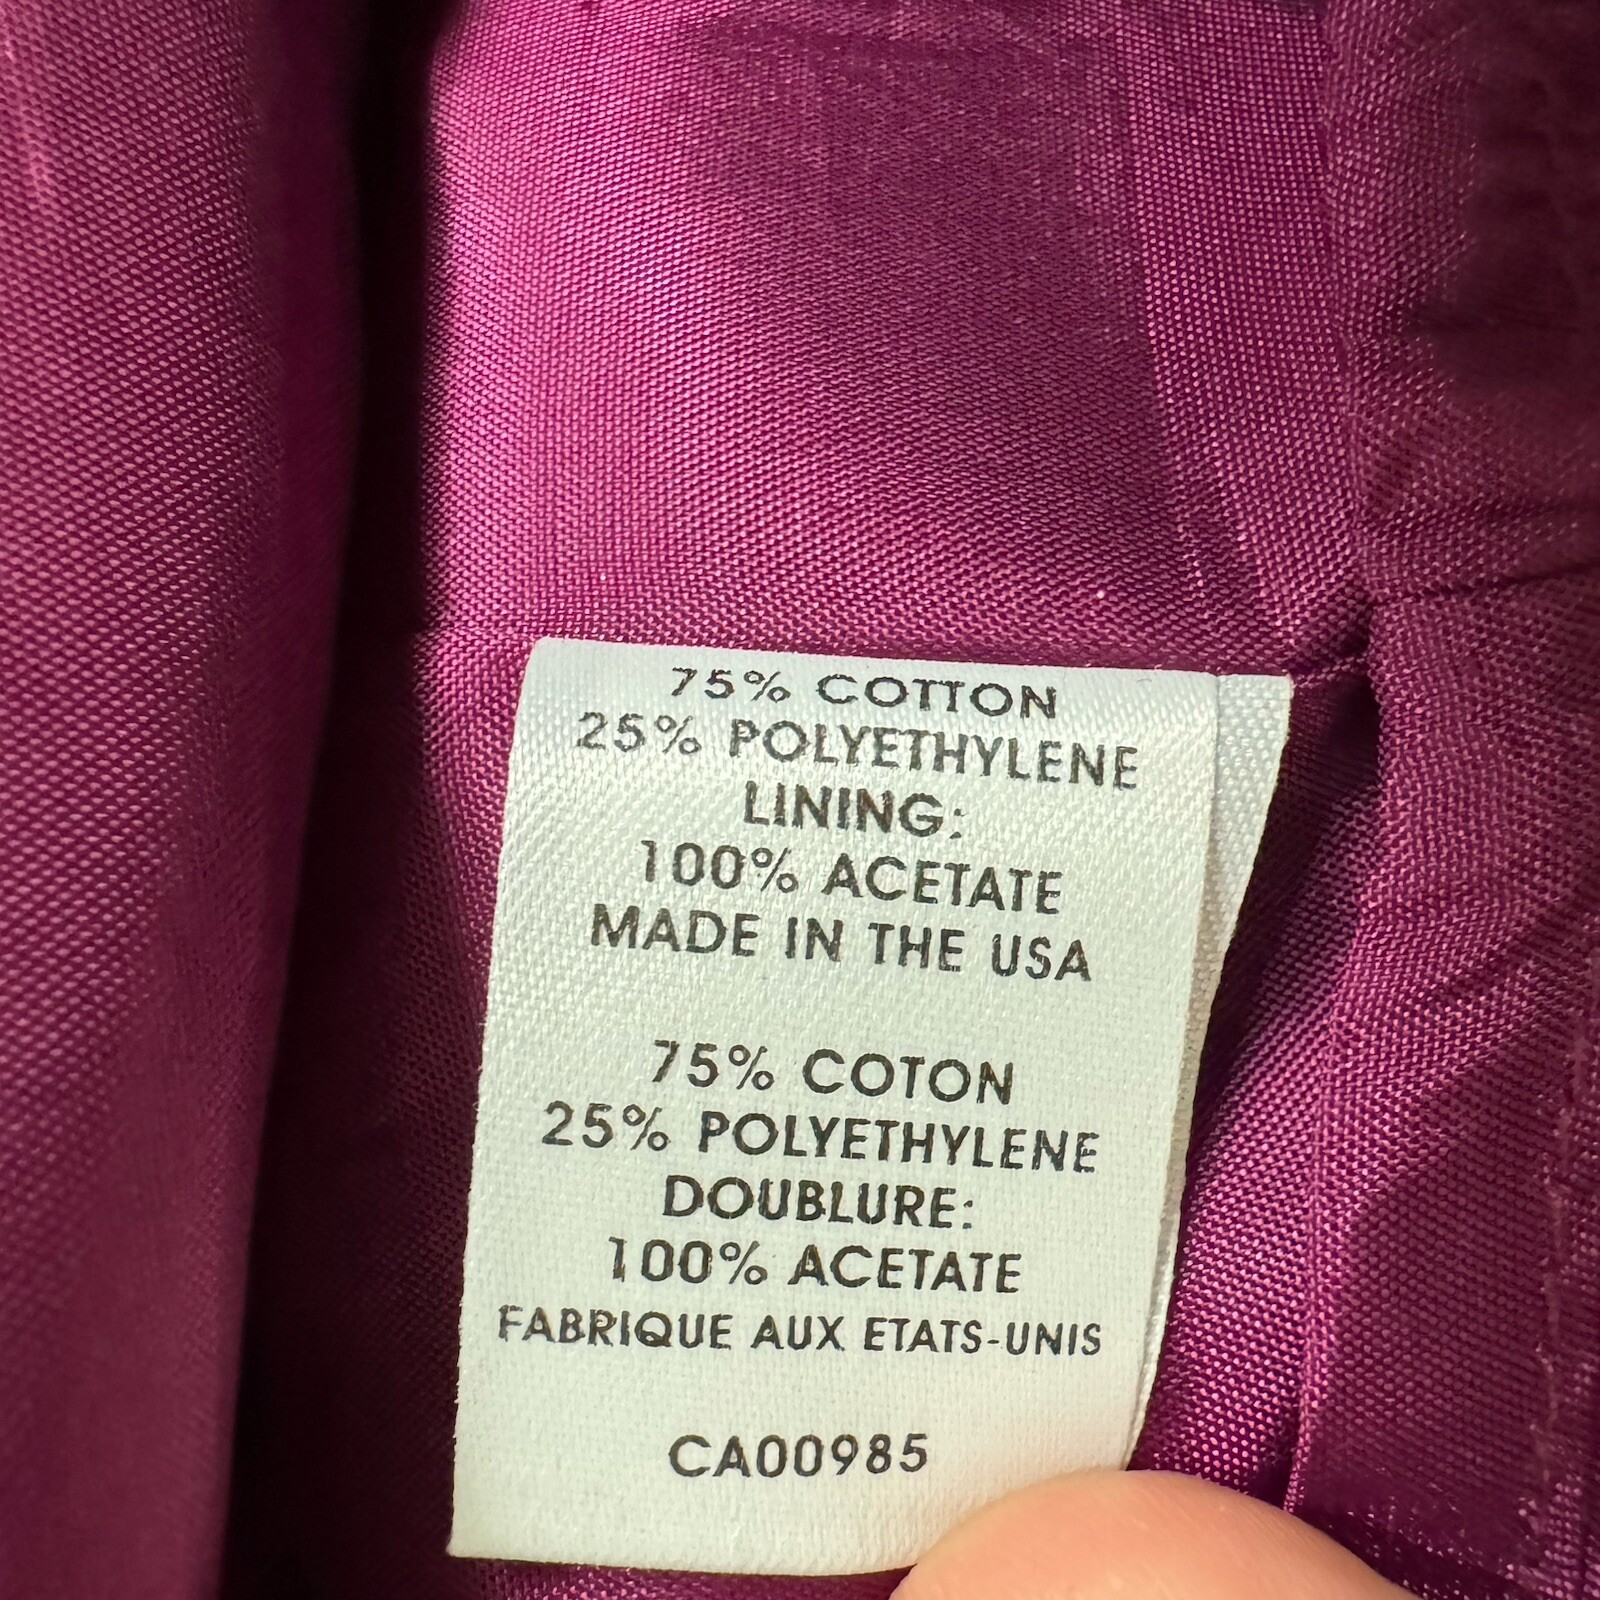 75% COTTON
25% POLYETHYLENE
LINING:
100% ACETATE
MADE IN THE USA
75% COTON
25% POLYETHYLENE
DOUBLURE:
100% ACETATE
FABRIQUE AUX ETATS-UNIS
CA00985